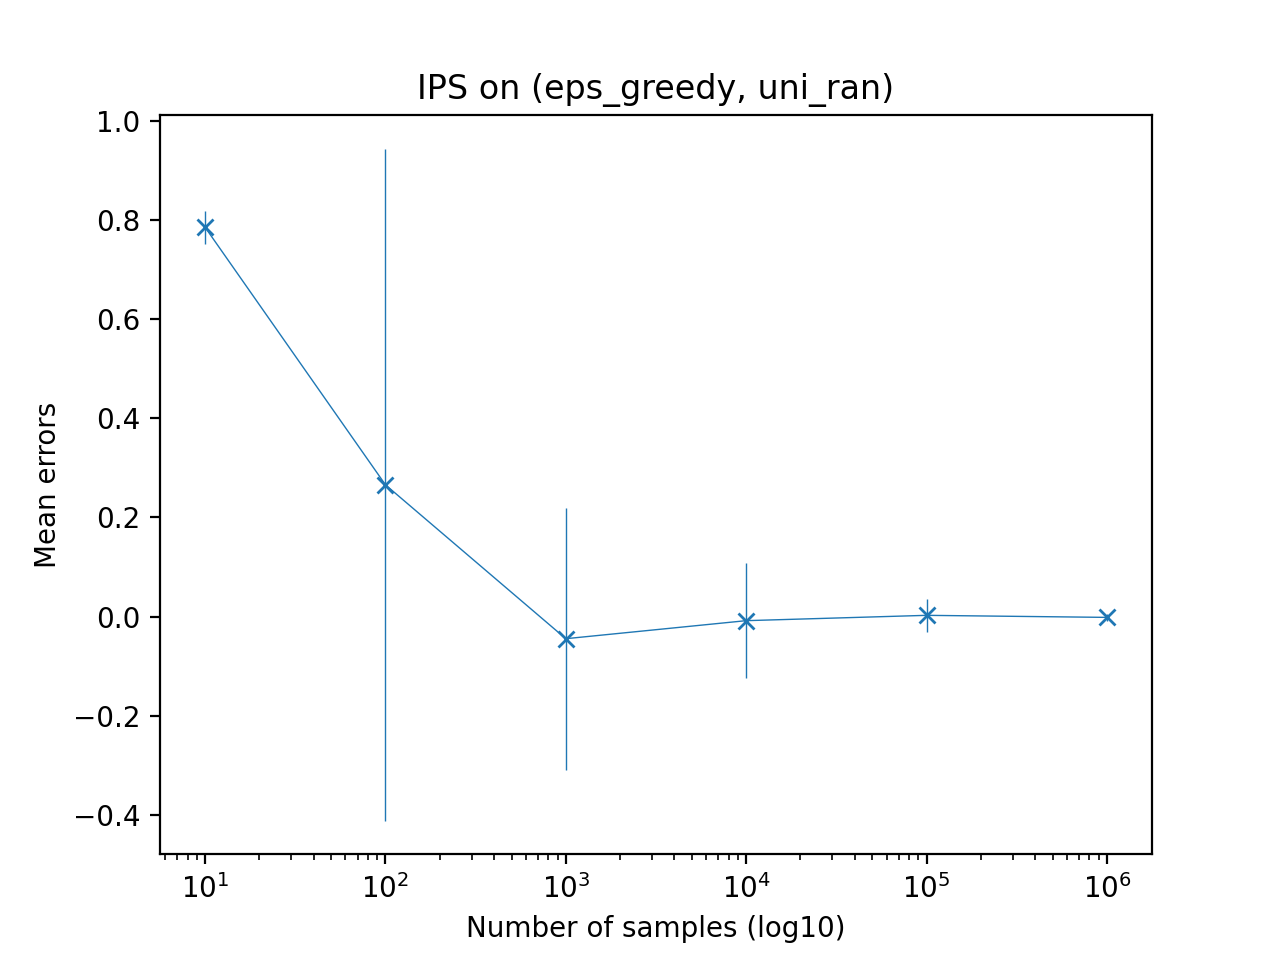 IPS on (eps_greedy, uni_ran)
Mean errors
1.0
0.8
0.6
0.4
0.2
0.0
−0.2
−0.4
10¹ 10² 10³ 10⁴ 10⁵ 10⁶
Number of samples (log10)